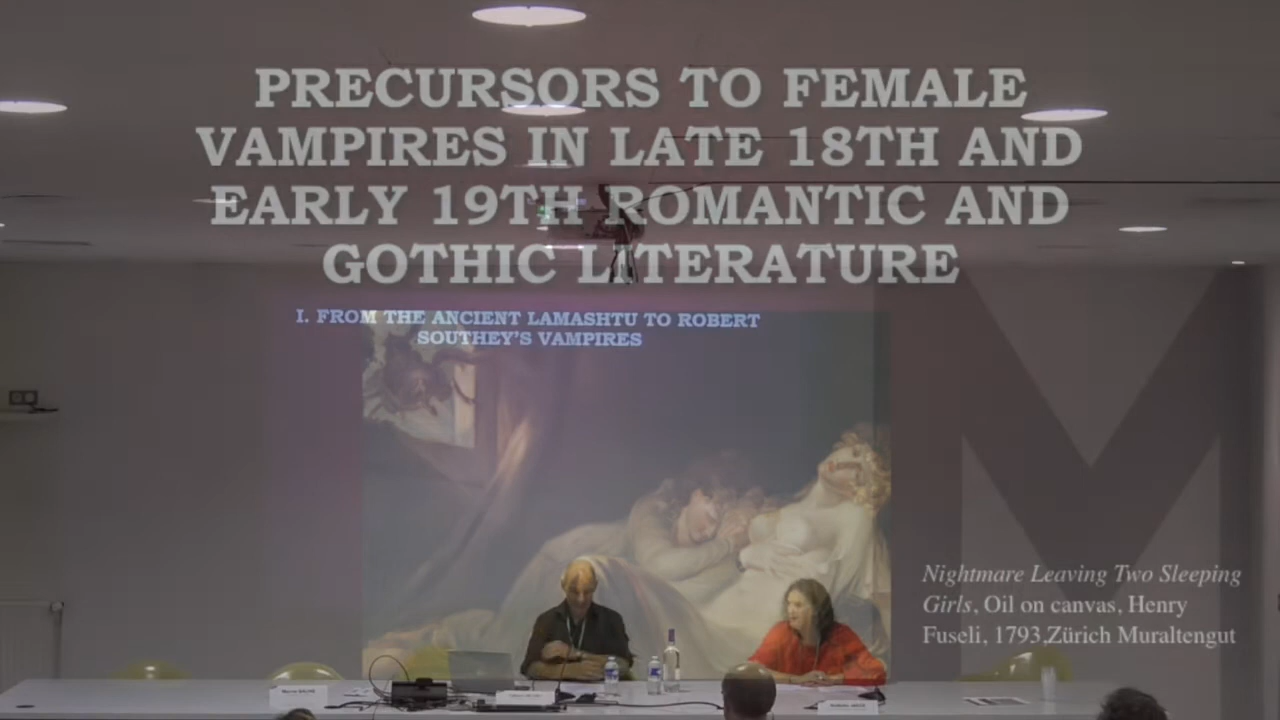 PRECURSORS TO FEMALE
VAMPIRES IN LATE 18TH AND
EARLY 19TH ROMANTIC AND
GOTHIC LITERATURE
I. FROM THE ANCIENT LAMASHTU TO ROBERT
SOUTHEY'S VAMPIRES
Nightmare Leaving Two Sleeping
Girls, Oil on canvas, Henry
Fuseli, 1793,Zürich Muraltengut
M